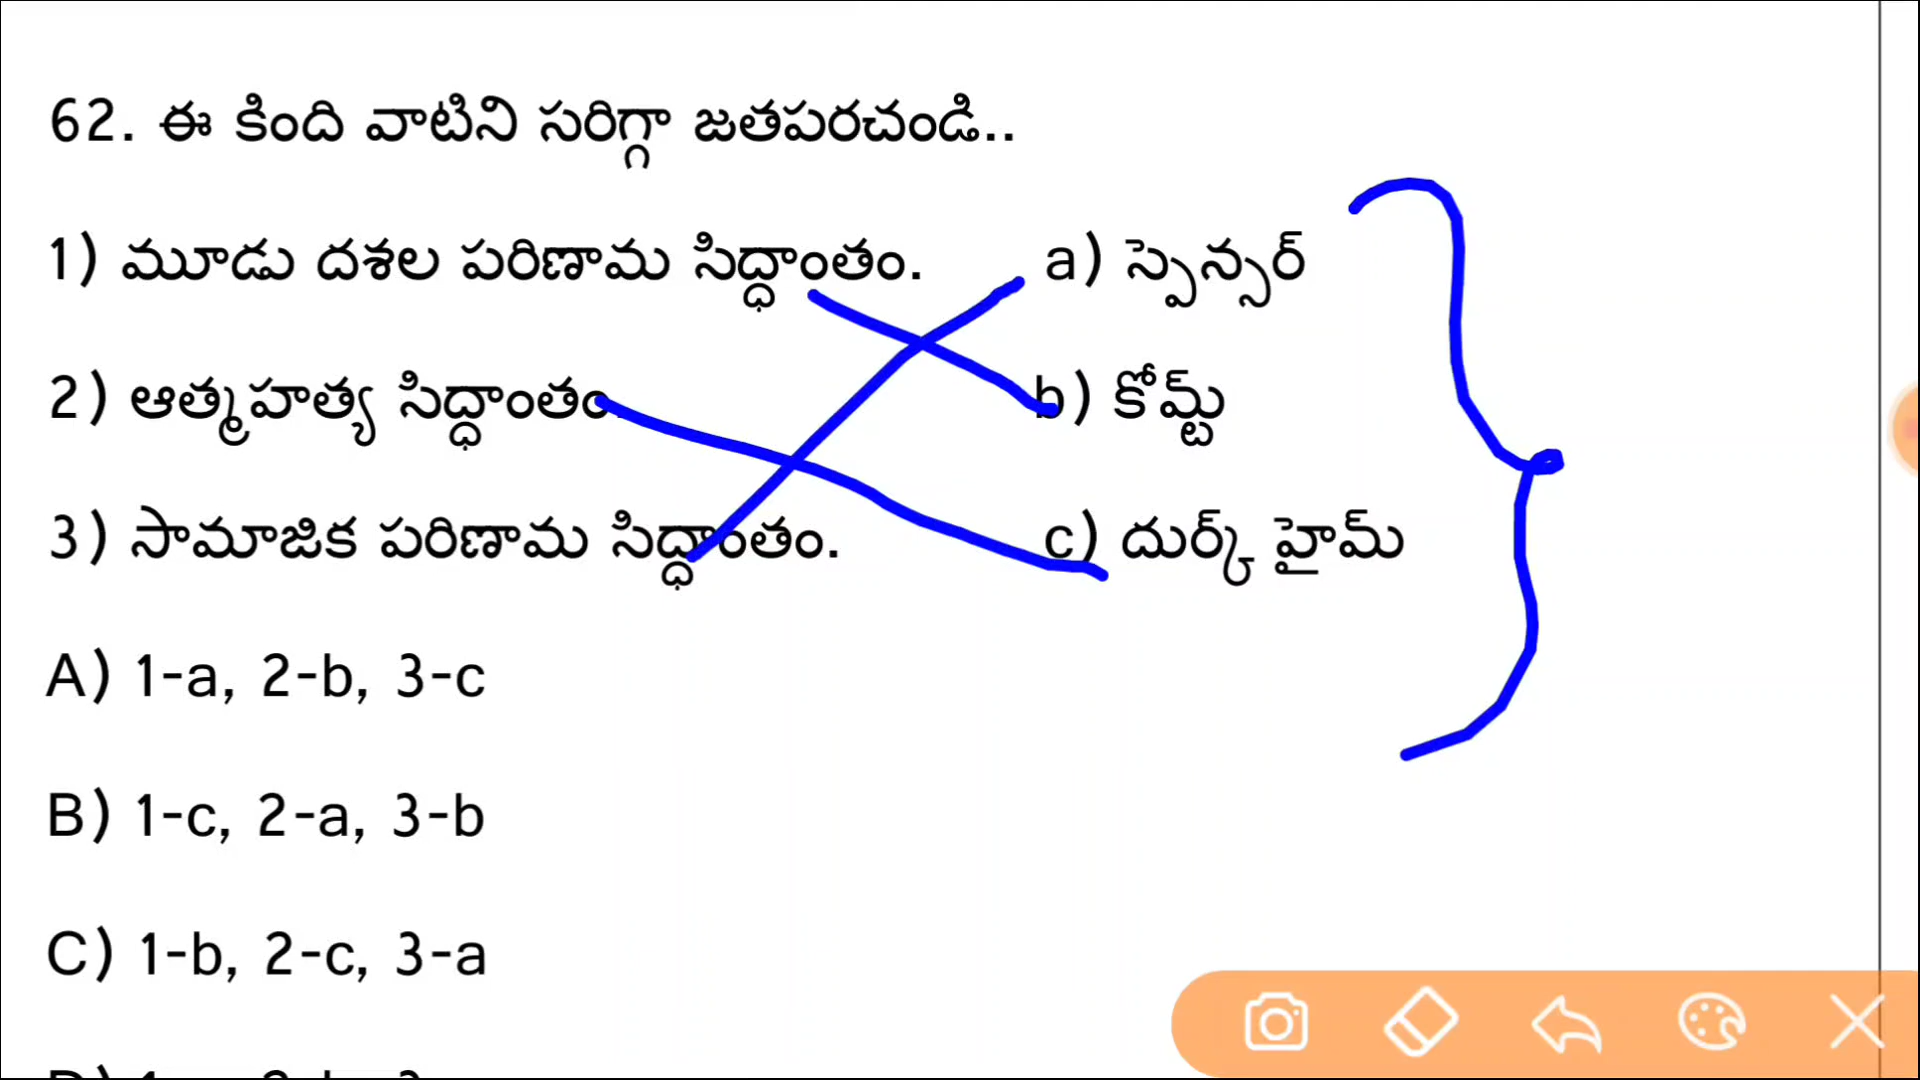 62. ఈ కింది వాటిని సరిగ్గా జతపరచండి..
1) మూడు దశల పరిణామ సిద్ధాంతం. a) స్పెన్సర్
2) ఆత్మహత్య సిద్ధాంతం. b) కోమ్ట్
3) సామాజిక పరిణామ సిద్ధాంతం. c) దుర్క్ హైమ్
A) 1-a, 2-b, 3-c
B) 1-c, 2-a, 3-b
C) 1-b, 2-c, 3-a